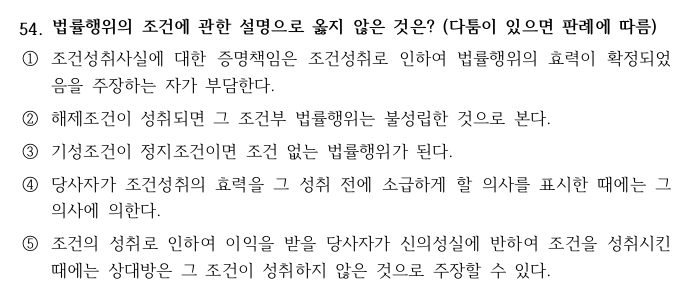 54. 법률행위의 조건에 관한 설명으로 옳지 않은 것은? (다툼이 있으면 판례에 따름)
① 조건성취사실에 대한 증명책임은 조건성취로 인하여 법률행위의 효력이 확정되었
음을 주장하는 자가 부담한다.
② 해제조건이 성취되면 그 조건부 법률행위는 불성립한 것으로 본다.
③ 기성조건이 정지조건이면 조건 없는 법률행위가 된다.
④ 당사자가 조건성취의 효력을 그 성취 전에 소급하게 할 의사를 표시한 때에는 그
의사에 의한다.
⑤ 조건의 성취로 인하여 이익을 받을 당사자가 신의성실에 반하여 조건을 성취시킨
때에는 상대방은 그 조건이 성취하지 않은 것으로 주장할 수 있다.